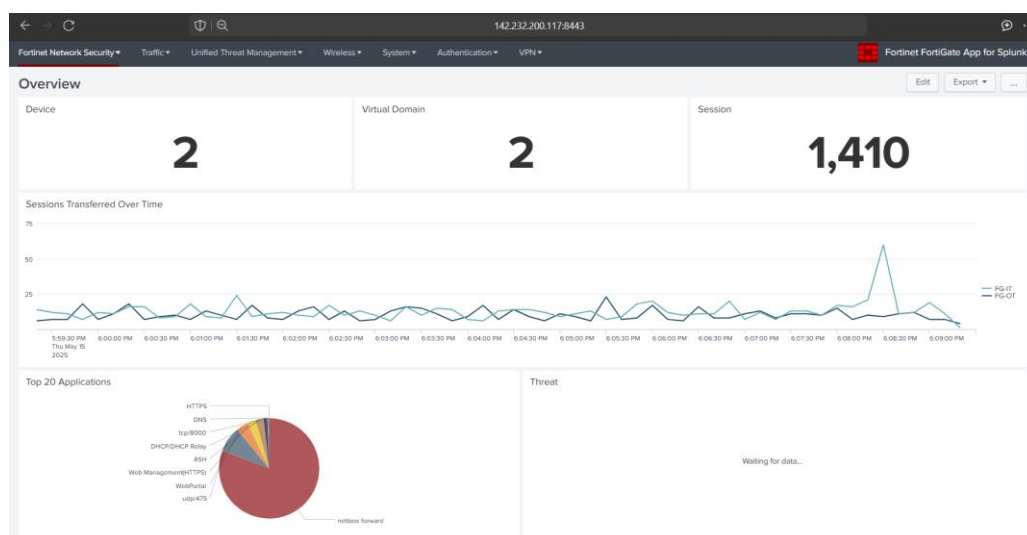 142.232.200.117:8443
Fortinet Network Security Traffic Unified Threat Management Wireless System Authentication VPN Fortinet FortiGate App for Splunk
Overview Edit Export ...
Device Virtual Domain Session
2 2 1,410
Sessions Transferred Over Time
75
50
25
FG-IT
FG-OT
5:59:30 PM 6:00:00 PM 6:00:30 PM 6:01:00 PM 6:01:30 PM 6:02:00 PM 6:02:30 PM 6:03:00 PM 6:03:30 PM 6:04:00 PM 6:04:30 PM 6:05:00 PM 6:05:30 PM 6:06:00 PM 6:06:30 PM 6:07:00 PM 6:07:30 PM 6:08:00 PM 6:08:30 PM 6:09:00 PM
Thu May 15
2025
Top 20 Applications Threat
HTTPS
DNS
tcp/8000
DHCP/DHCP Relay
RSH
Web Management(HTTPS)
WebPortal
udp/475
netbios forward
Waiting for data...